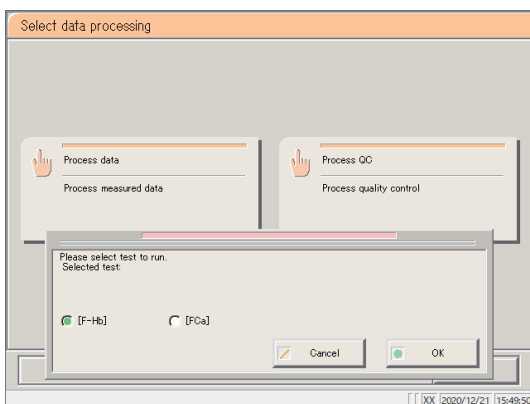 Select data processing
Process data
Process measured data
Process QC
Process quality control
Please select test to run.
Selected test:
[F-Hb]
[FCa]
Cancel
OK
XX 2020/12/21 15:49:50